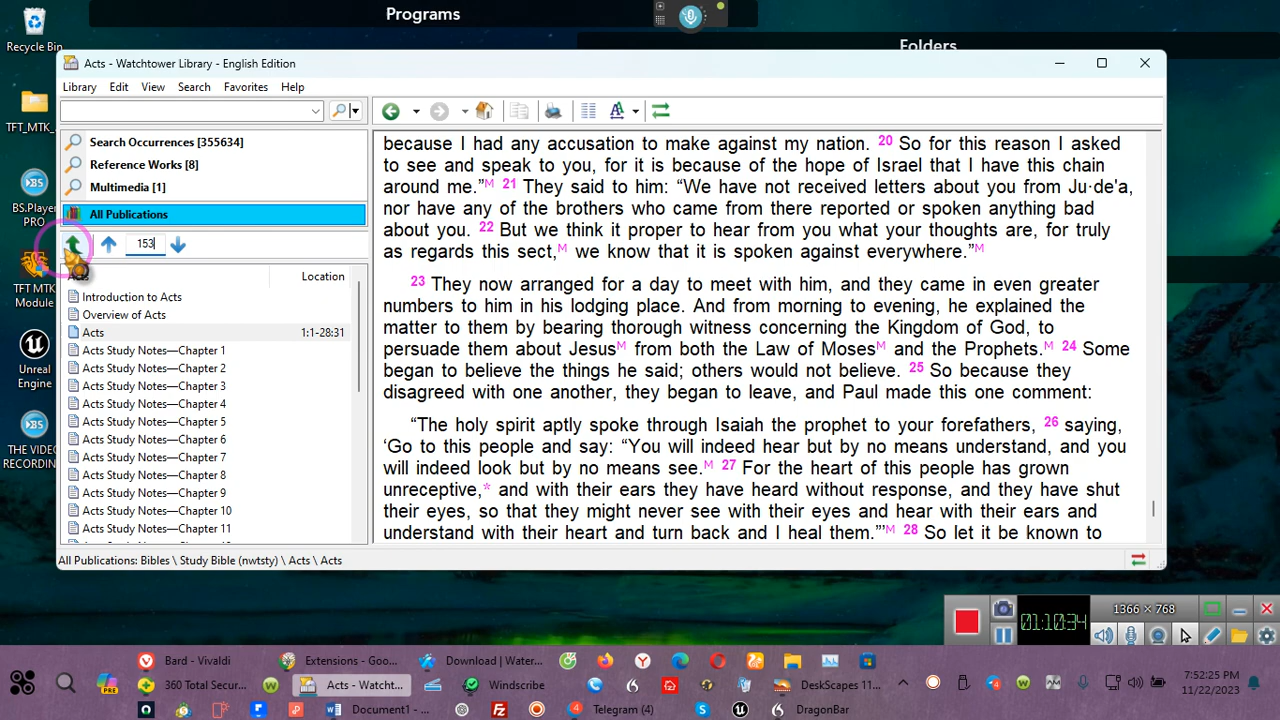 Programs
Folders
Recycle Bin
TFT_MTK_
BS.Player
PRO
TFT MTK
Module
Unreal
Engine
THE VIDEO
RECORDING
Acts - Watchtower Library - English Edition
Library Edit View Search Favorites Help
Search Occurrences [355634]
Reference Works [8]
Multimedia [1]
All Publications
153
Acts Location
Introduction to Acts
Overview of Acts
Acts 1:1-28:31
Acts Study Notes—Chapter 1
Acts Study Notes—Chapter 2
Acts Study Notes—Chapter 3
Acts Study Notes—Chapter 4
Acts Study Notes—Chapter 5
Acts Study Notes—Chapter 6
Acts Study Notes—Chapter 7
Acts Study Notes—Chapter 8
Acts Study Notes—Chapter 9
Acts Study Notes—Chapter 10
Acts Study Notes—Chapter 11
because I had any accusation to make against my nation. 20 So for this reason I asked
to see and speak to you, for it is because of the hope of Israel that I have this chain
around me.”M 21 They said to him: “We have not received letters about you from Ju·de'a,
nor have any of the brothers who came from there reported or spoken anything bad
about you. 22 But we think it proper to hear from you what your thoughts are, for truly
as regards this sect,M we know that it is spoken against everywhere.”M
23 They now arranged for a day to meet with him, and they came in even greater
numbers to him in his lodging place. And from morning to evening, he explained the
matter to them by bearing thorough witness concerning the Kingdom of God, to
persuade them about JesusM from both the Law of MosesM and the Prophets.M 24 Some
began to believe the things he said; others would not believe. 25 So because they
disagreed with one another, they began to leave, and Paul made this one comment:
“The holy spirit aptly spoke through Isaiah the prophet to your forefathers, 26 saying,
‘Go to this people and say: “You will indeed hear but by no means understand, and you
will indeed look but by no means see.M 27 For the heart of this people has grown
unreceptive,* and with their ears they have heard without response, and they have shut
their eyes, so that they might never see with their eyes and hear with their ears and
understand with their heart and turn back and I heal them.”’M 28 So let it be known to
All Publications: Bibles \ Study Bible (nwtsty) \ Acts \ Acts
01:10:34
1366 × 768
Bard - Vivaldi
Extensions - Goo...
Download | Water...
360 Total Secur...
Acts - Watcht...
Windscribe
DeskScapes 11...
Document1 - ...
Telegram (4)
DragonBar
PRE
7:52:25 PM
11/22/2023